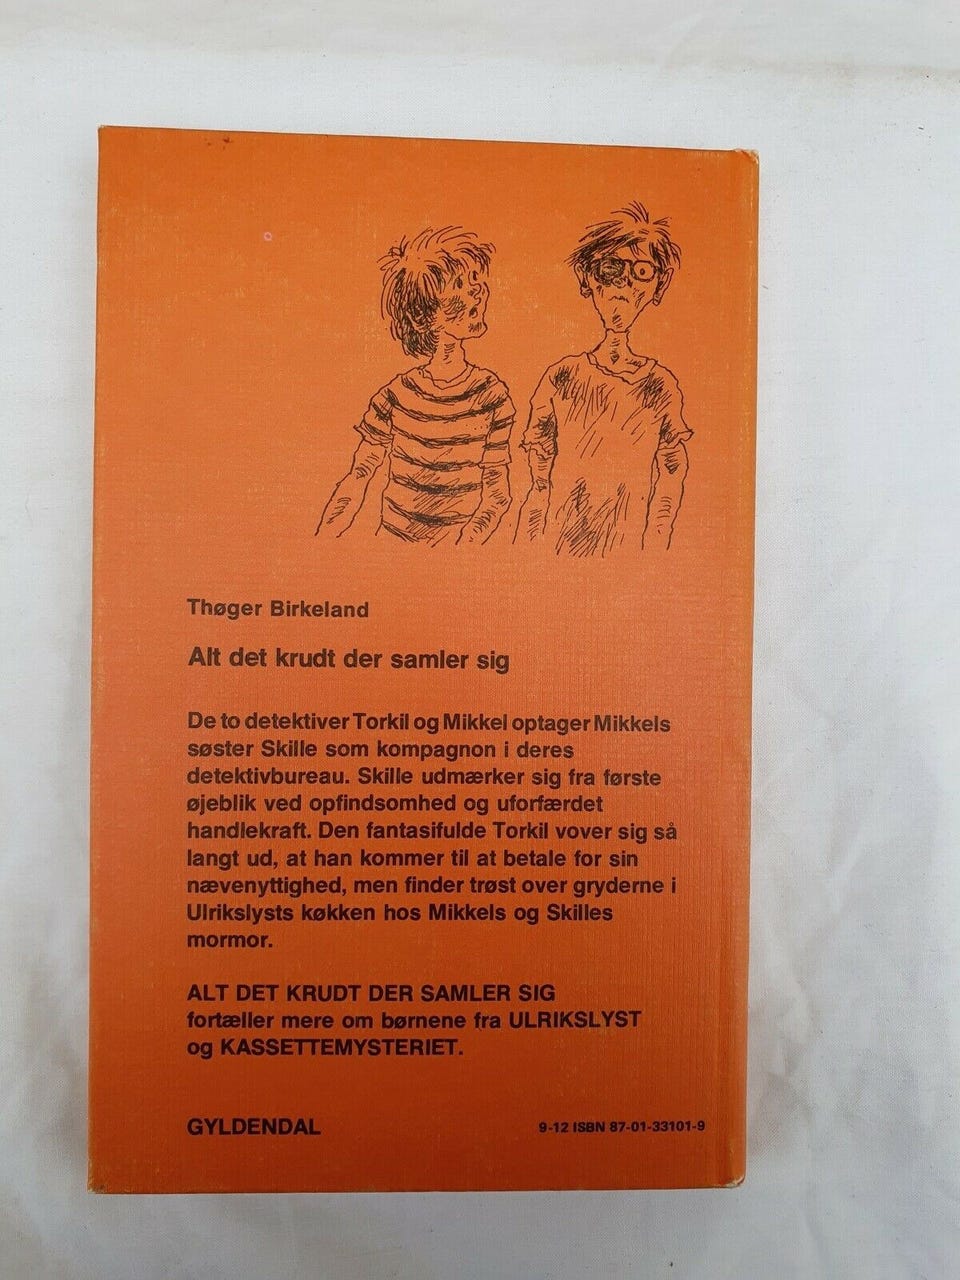 Thøger Birkeland
Alt det krudt der samler sig
De to detektiver Torkil og Mikkel optager Mikkels
søster Skille som kompagnon i deres
detektivbureau. Skille udmærker sig fra første
øjeblik ved opfindsomhed og uforfærdet
handlekraft. Den fantasifulde Torkil vover sig så
langt ud, at han kommer til at betale for sin
nævenyttighed, men finder trøst over gryderne i
Ulrikslysts køkken hos Mikkels og Skilles
mormor.
ALT DET KRUDT DER SAMLER SIG
fortæller mere om børnene fra ULRIKSLYST
og KASSETTEMYSTERIET.
GYLDENDAL
9-12 ISBN 87-01-33101-9